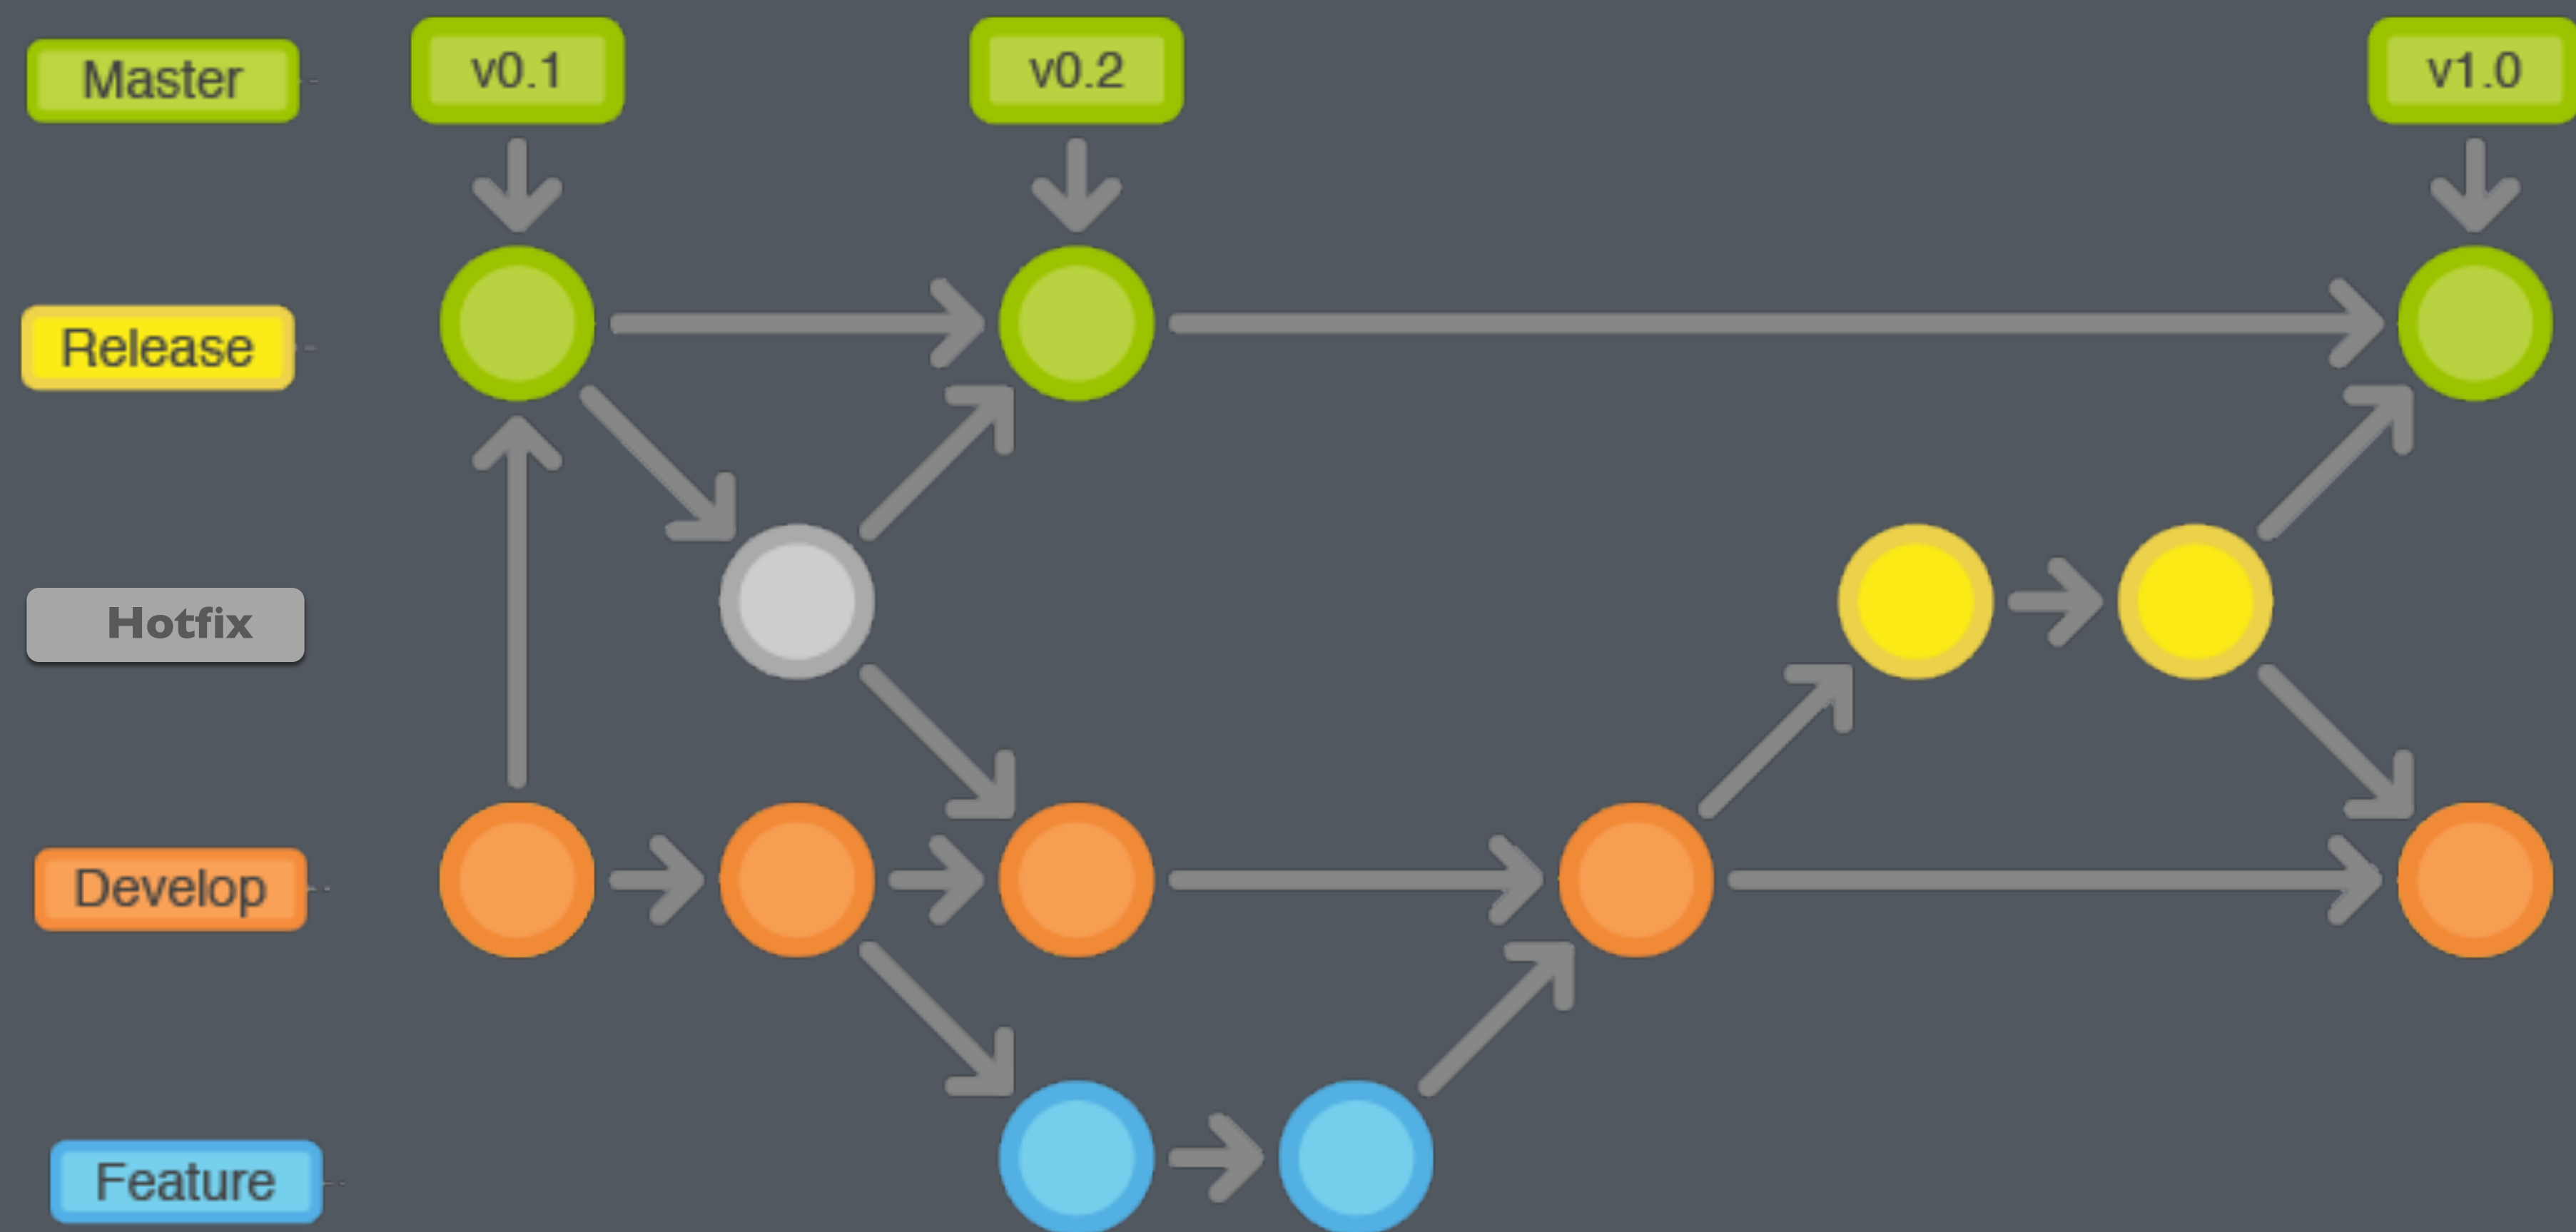 Master
v0.1
v0.2
v1.0
Release
Hotfix
Develop
Feature